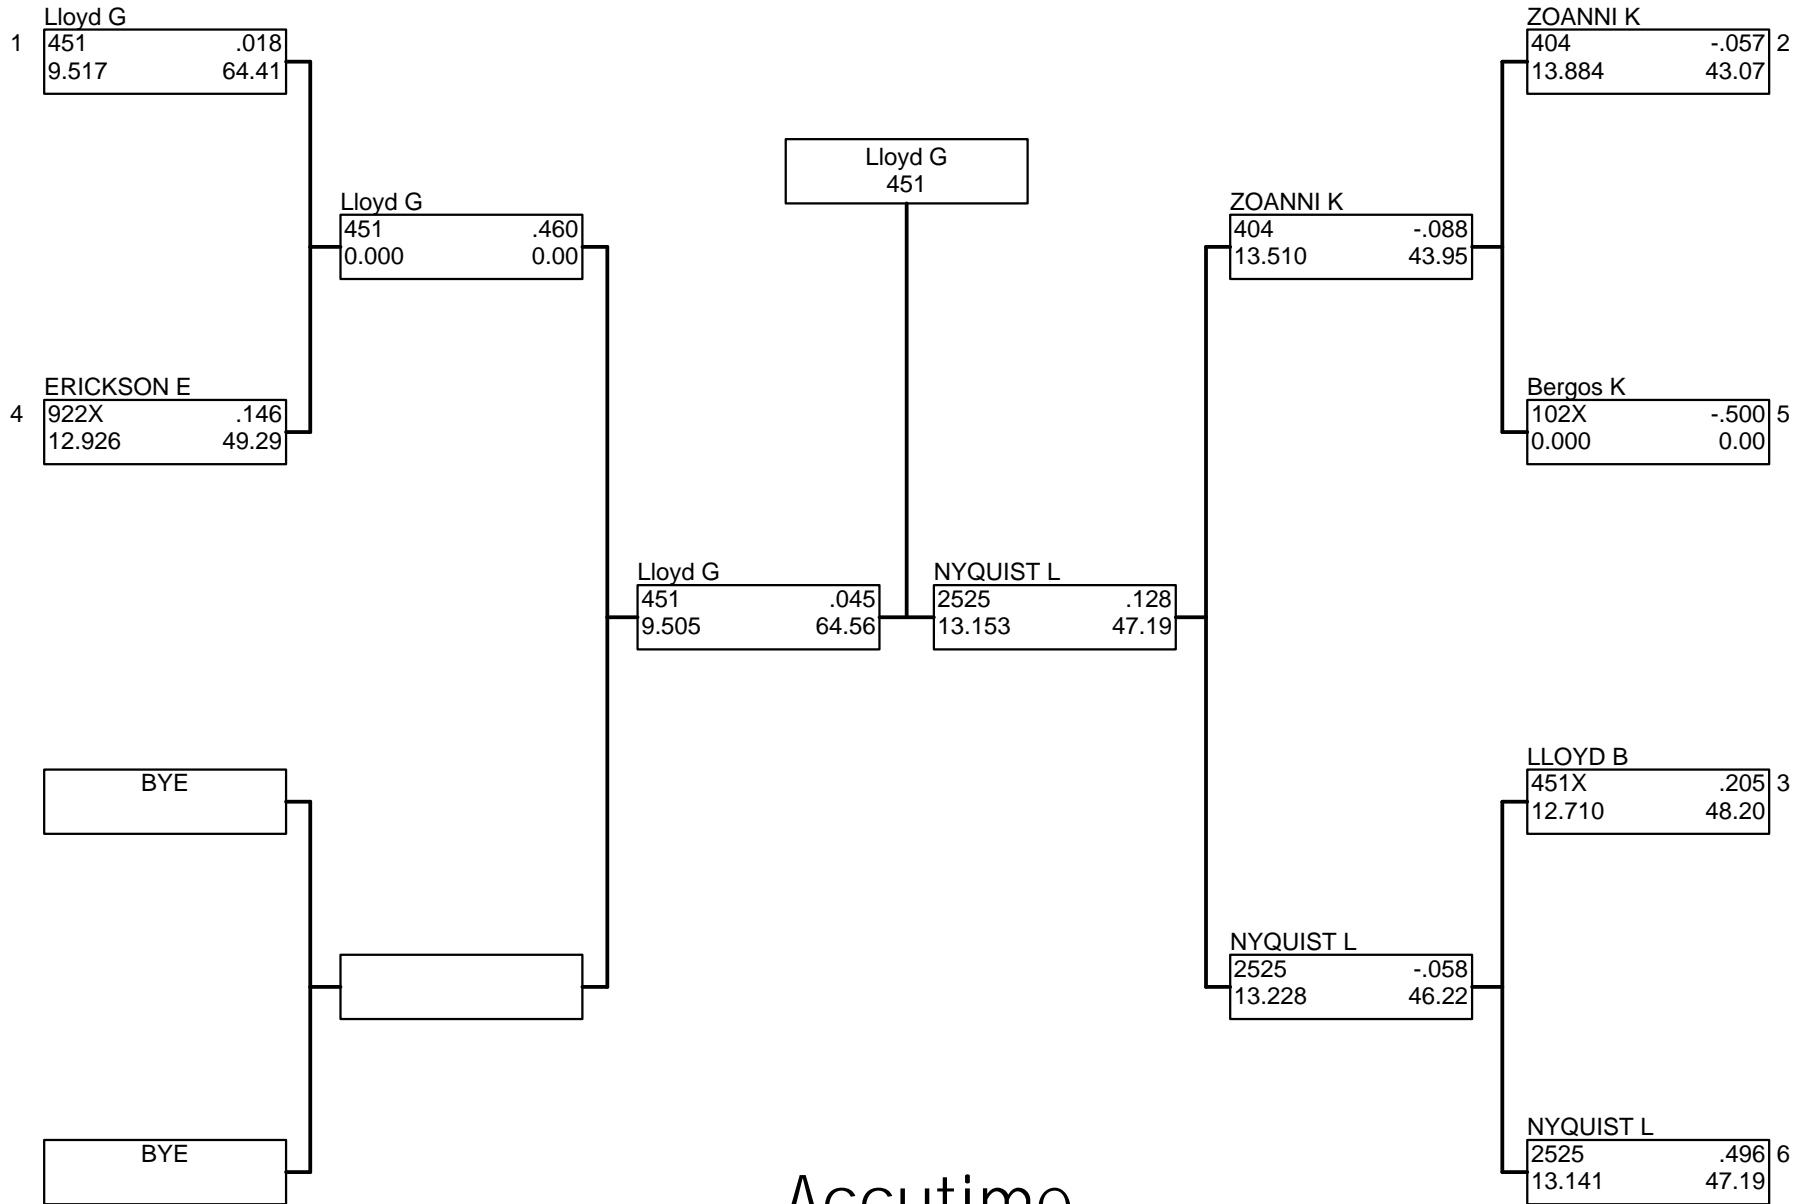 Lloyd G
1 451 .018
9.517 64.41
ERICKSON E
4 922X .146
12.926 49.29
BYE
BYE
Lloyd G
451 .460
0.000 0.00
Lloyd G
451 .045
9.505 64.56
Lloyd G
451
NYQUIST L
2525 .128
13.153 47.19
ZOANNI K
404 -.088
13.510 43.95
NYQUIST L
2525 -.058
13.228 46.22
ZOANNI K
404 -.057 2
13.884 43.07
Bergos K
102X -.500 5
0.000 0.00
LLOYD B
451X .205 3
12.710 48.20
NYQUIST L
2525 .496 6
13.141 47.19
Accutime